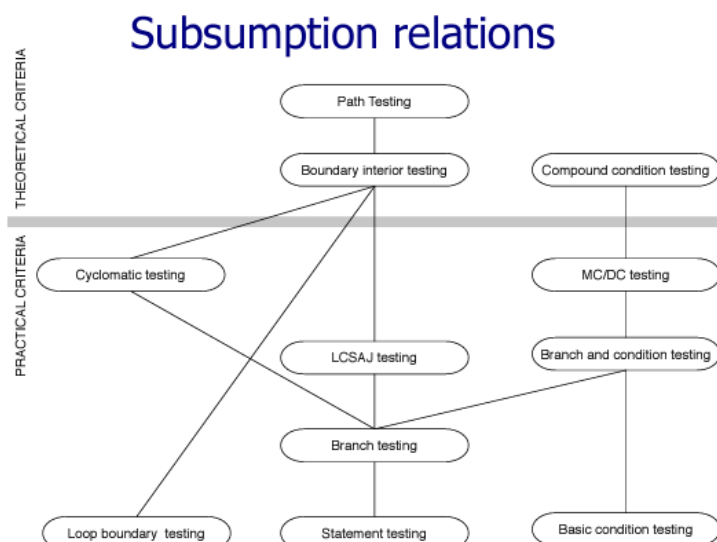 Subsumption relations
THEORETICAL CRITERIA
Path Testing
Boundary interior testing
Compound condition testing
PRACTICAL CRITERIA
Cyclomatic testing
MC/DC testing
LCSAJ testing
Branch and condition testing
Branch testing
Loop boundary testing
Statement testing
Basic condition testing